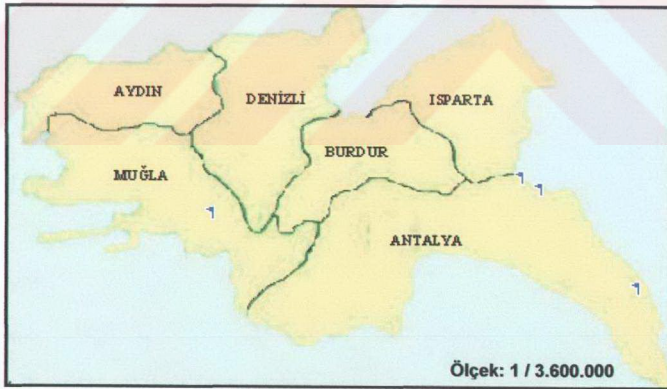 AYDIN
DENİZLİ
ISPARTA
BURDUR
MUĞLA
ANTALYA
Ölçek: 1 / 3.600.000